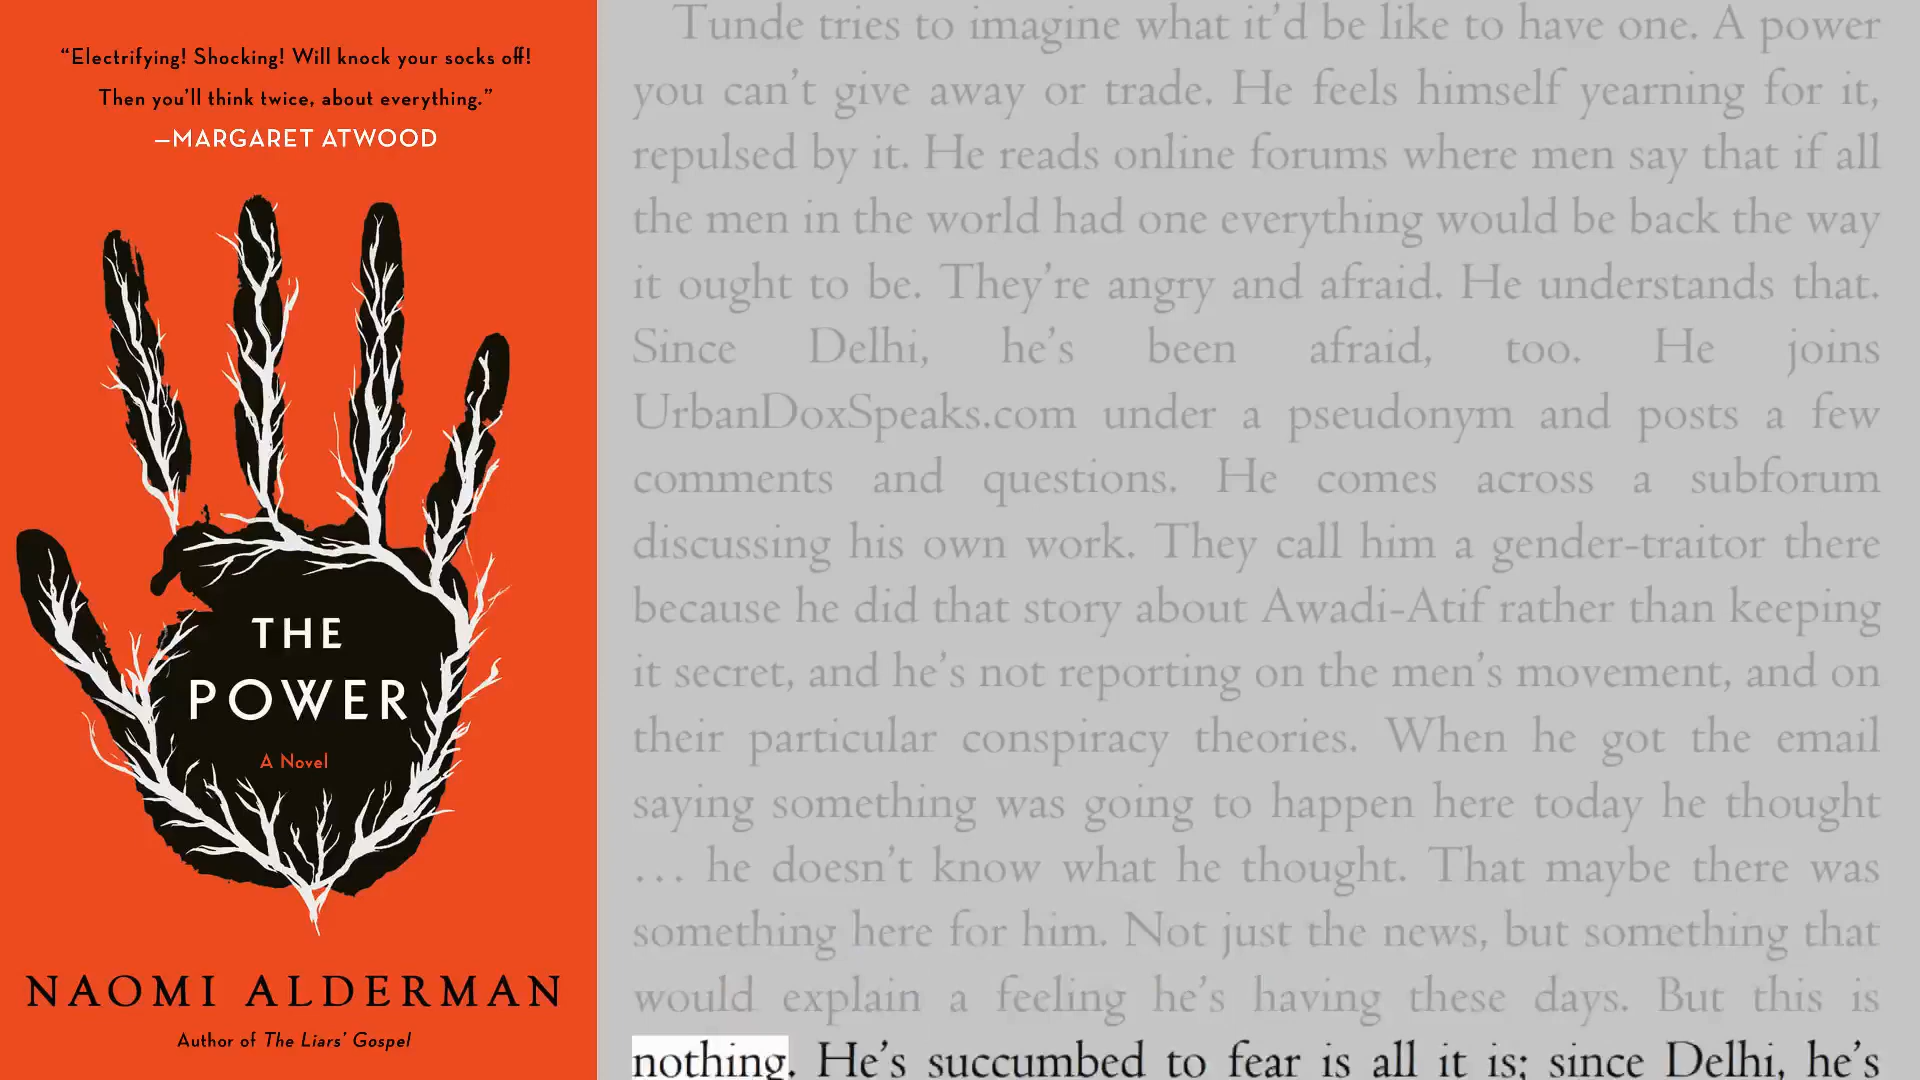 “Electrifying! Shocking! Will knock your socks off!
Then you’ll think twice, about everything.”
—MARGARET ATWOOD
THE
POWER
A Novel
NAOMI ALDERMAN
Author of The Liars’ Gospel
Tunde tries to imagine what it’d be like to have one. A power
you can’t give away or trade. He feels himself yearning for it,
repulsed by it. He reads online forums where men say that if all
the men in the world had one everything would be back the way
it ought to be. They’re angry and afraid. He understands that.
Since Delhi, he’s been afraid, too. He joins
UrbanDoxSpeaks.com under a pseudonym and posts a few
comments and questions. He comes across a subforum
discussing his own work. They call him a gender-traitor there
because he did that story about Awadi-Atif rather than keeping
it secret, and he’s not reporting on the men’s movement, and on
their particular conspiracy theories. When he got the email
saying something was going to happen here today he thought
… he doesn’t know what he thought. That maybe there was
something here for him. Not just the news, but something that
would explain a feeling he’s having these days. But this is
nothing. He’s succumbed to fear is all it is; since Delhi, he’s